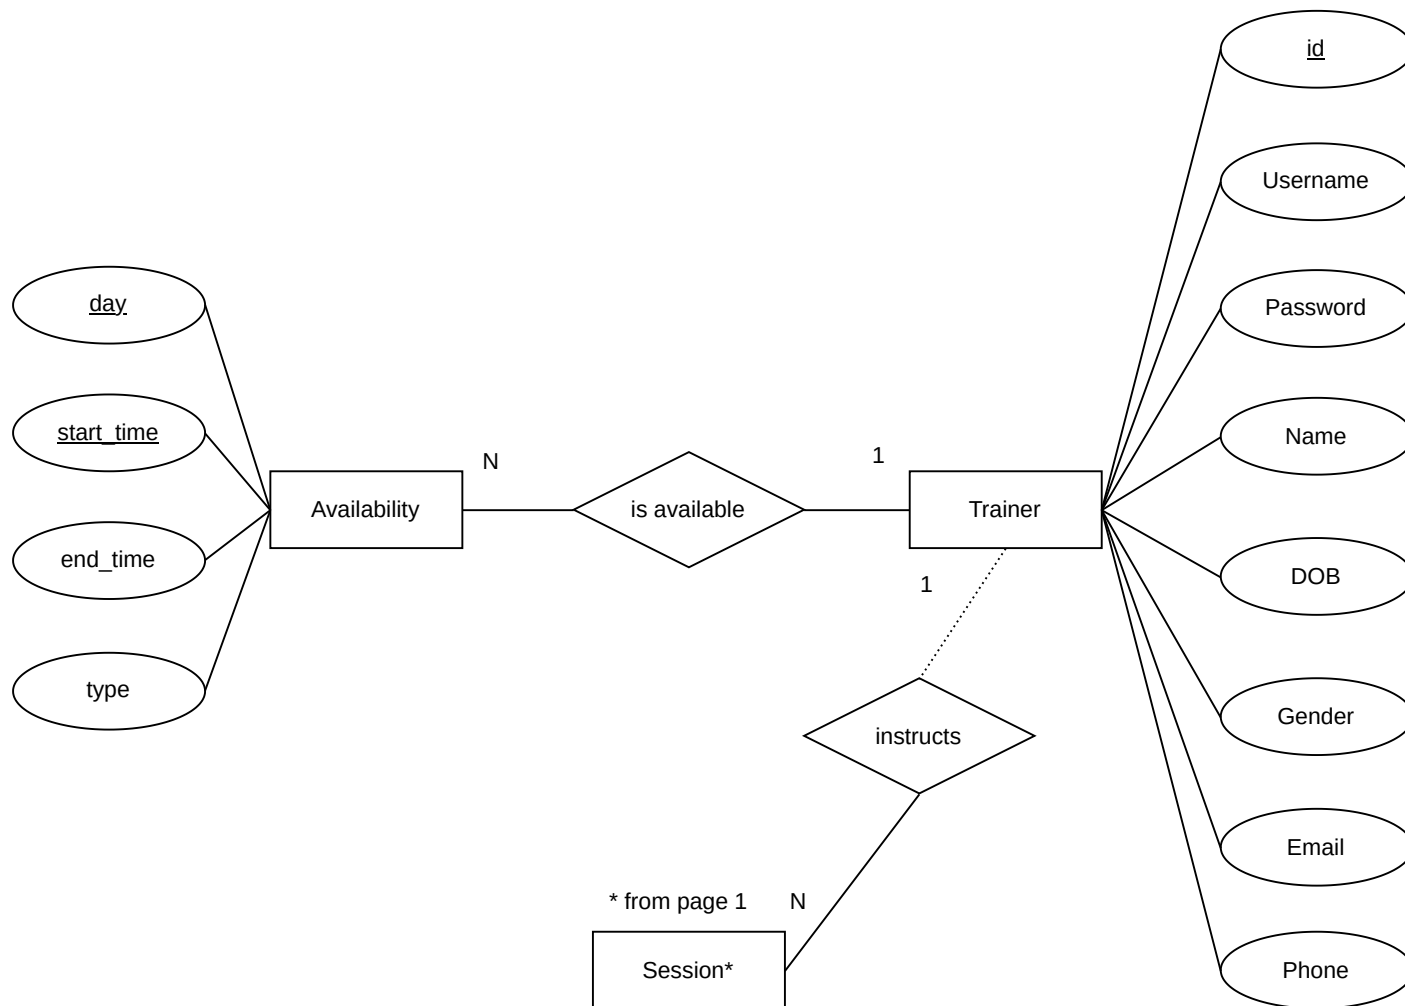 id
Username
Password
Name
DOB
Gender
Email
Phone
day
start_time
end_time
type
Availability
N
is available
1
Trainer
1
instructs
* from page 1
N
Session*